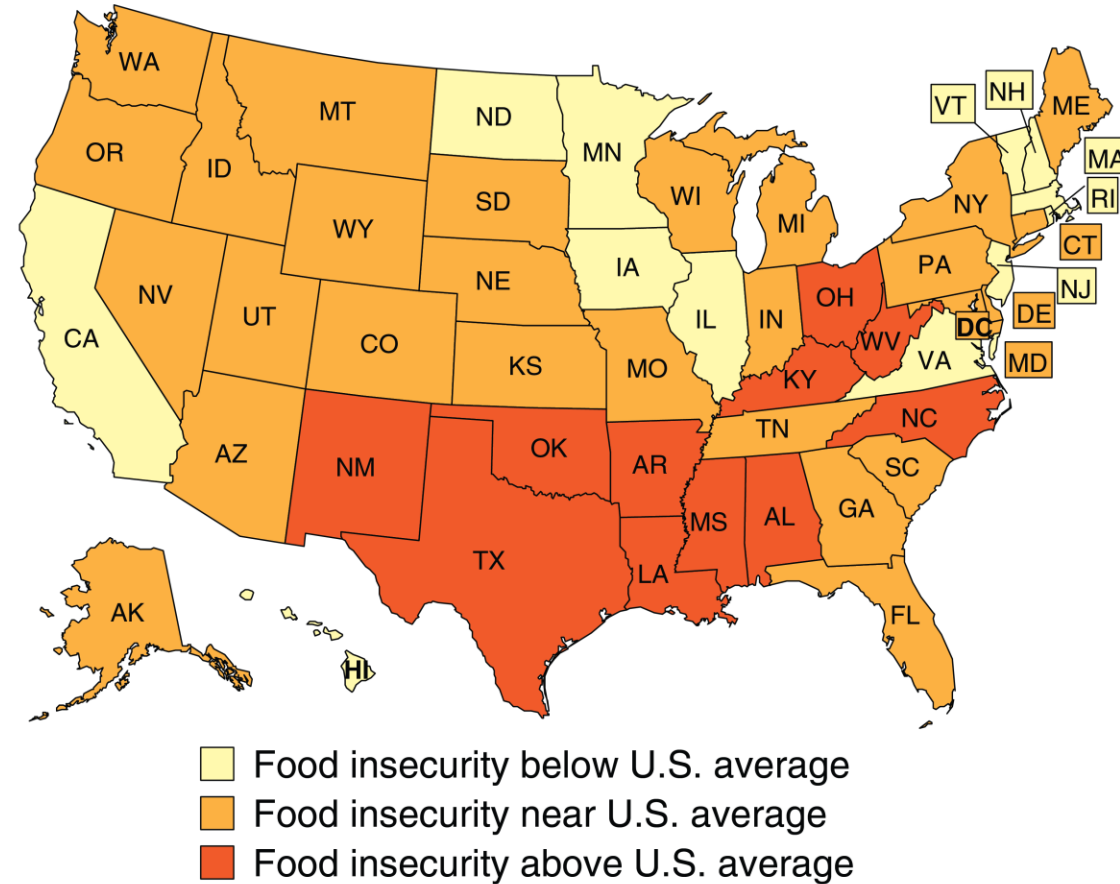 WA
MT
ND
MN
VT
NH
ME
OR
ID
SD
WI
MI
NY
MA
RI
WY
CT
NV
UT
NE
IA
PA
NJ
CA
CO
KS
MO
IL
IN
OH
WV
DC
DE
VA
MD
KY
AZ
NM
OK
AR
TN
NC
SC
MS
AL
GA
TX
LA
FL
AK
HI
Food insecurity below U.S. average
Food insecurity near U.S. average
Food insecurity above U.S. average